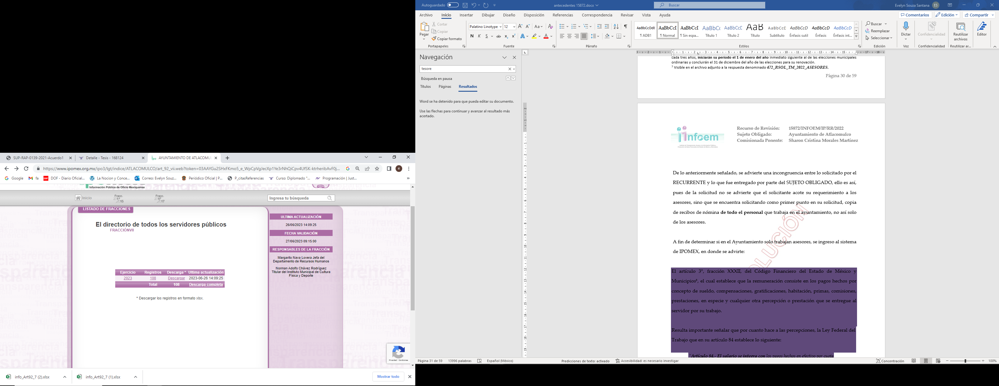 SUP-RAP-0139-2021-Acuerdo1
Detalle - Tesis - 168124
AYUNTAMIENTO DE ATLACOMUL
https://www.ipomex.org.mx/ipo3/lgt/indice/ATLACOMULCO/art_92_vii.web?token=
Google
fa
DOF - Diario Oficial...
La Nocion y Conce...
Correo: Evelyn Souz...
Periódico Oficial | P...
P_citasReferencias
Curso: Diplomado "...
Programación | Just...
Información Pública de Oficio Mexiquense
Inicio
Fracc.
Fracc.
Ingresa tu búsqueda
LISTADO DE FRACCIONES
El directorio de todos los servidores públicos
FRACCIÓNVII
Ejercicio Registros Descarga * Ultima actualización
2023 108 Descargar 2023-06-26 14:09:25
Total 108 Descarga completa
* Descargar los registros en formato xlsx.
ULTIMA ACTUALIZACIÓN
26/06/2023 14:09:25
FECHA VALIDACIÓN
27/06/2023 09:15:00
RESPONSABLES DE LA FRACCIÓN
Margarito Nava Lovera Jefa del
Departamento de Recursos Humanos
Norman Adolfo Chávez Rodríguez
Titular del Instituto Municipal de Cultura
Física y Deporte
Privacidad - Condiciones
info_Art92_7 (2).xlsx
info_Art92_7 (1).xlsx
Mostrar todo
Autoguardado
antecedentes 15872.docx
Buscar
Evelyn Souza Santana
ES
Archivo Inicio Insertar Dibujar Diseño Disposición Referencias Correspondencia Revisar Vista Ayuda
Comentarios
Edición
Compartir
Pegar
Cortar
Copiar
Copiar formato
Portapapeles
Palatino Linotype
12
Fuente
Párrafo
AaBbCcDdE AaBbCcI AaBbCcI AaBbC AaBbCcD AaB AaBbCcD AaBbCcD AaBbCcD AaBbCcD
¶ ADB1 ¶ Normal ¶ Sin espa... Título 1 Título 2 Título Subtítulo Énfasis sutil Énfasis Énfasis int...
Estilos
Buscar
Reemplazar
Seleccionar
Edición
Dictar
Voz
Confidencialidad
Confidencialidad
Reutilizar archivos
Reutilizar ar...
Editor
Navegación
tesore
Búsqueda en pausa
Títulos Páginas Resultados
Word se ha detenido para que pueda editar su documento.
Use las flechas para continuar y avanzar al resultado más
acertado.
cada tres años, iniciarán su periodo el 1 de enero del año inmediato siguiente al de las elecciones municipales
ordinarias y concluirán el 31 de diciembre del año de las elecciones para su renovación.
7 Visible en el archivo adjunto a la respuesta denominado 472_RSOL_TM_2022_ASESORES.
Página 30 de 59
infoem
Recurso de Revisión: 15872/INFOEM/IP/RR/2022
Sujeto Obligado: Ayuntamiento de Atlacomulco
Comisionada Ponente: Sharon Cristina Morales Martínez
De lo anteriormente señalado, se advierte una incongruencia entre lo solicitado por el
RECURRENTE y lo que fue entregado por parte del SUJETO OBLIGADO, ello es así,
pues de la solicitud no se advierte que el solicitante acote su requerimiento a los
asesores, sino que se encuentra solicitando como primer punto en su solicitud, copia
de recibos de nómina de todo el personal que trabaja en el ayuntamiento, no así solo
de los asesores.
A fin de determinar si en el Ayuntamiento solo trabajan asesores, se ingreso al sistema
de IPOMEX, en donde se advirte:
El artículo 3°, fracción XXXII, del Código Financiero del Estado de México y
Municipios8, el cual establece que la remuneración consiste en los pagos hechos por
concepto de sueldo, compensaciones, gratificaciones, habitación, primas, comisiones,
prestaciones, en especie y cualquier otra percepción o prestación que se entregue al
servidor por su trabajo.
Resulta importante señalar que por cuanto hace a las percepciones, la Ley Federal del
Trabajo que en su artículo 84 establece lo siguiente:
"Artículo 84.- El salario se integra con los pagos hechos en efectivo por cuota
OLUCIÓN
Página 31 de 59
13996 palabras
Español (México)
Predicciones de texto: activado
Accesibilidad: es necesario investigar
Concentración
100%